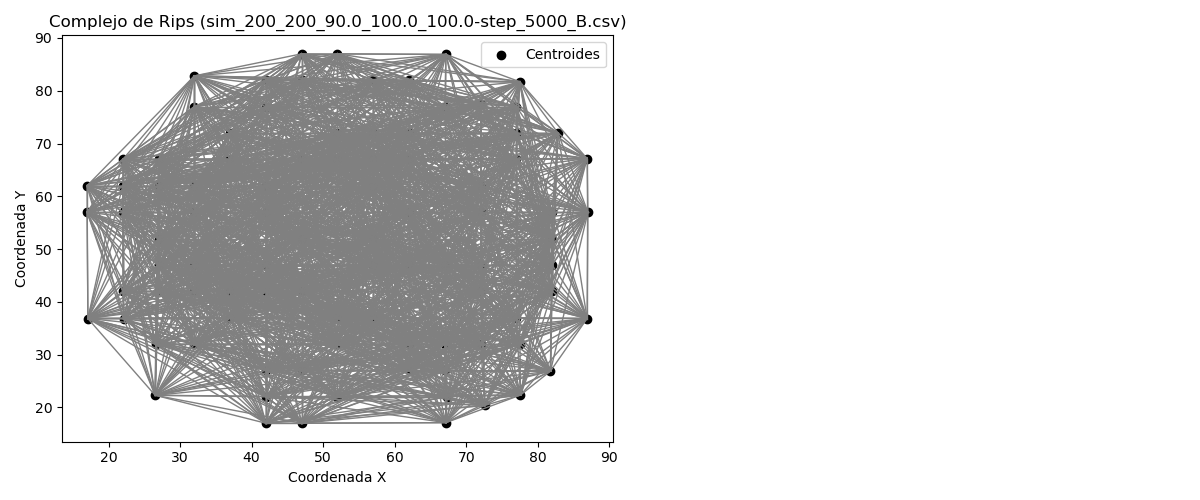 Complejo de Rips (sim_200_200_90.0_100.0_100.0-step_5000_B.csv)
Centroides
90
80
70
60
50
40
30
20
Coordenada Y
20 30 40 50 60 70 80 90
Coordenada X